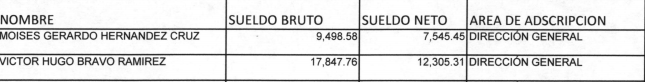 NOMBRE SUELDO BRUTO SUELDO NETO AREA DE ADSCRIPCION
MOISES GERARDO HERNANDEZ CRUZ 9,498.58 7,545.45 DIRECCIÓN GENERAL
VICTOR HUGO BRAVO RAMIREZ 17,847.76 12,305.31 DIRECCIÓN GENERAL